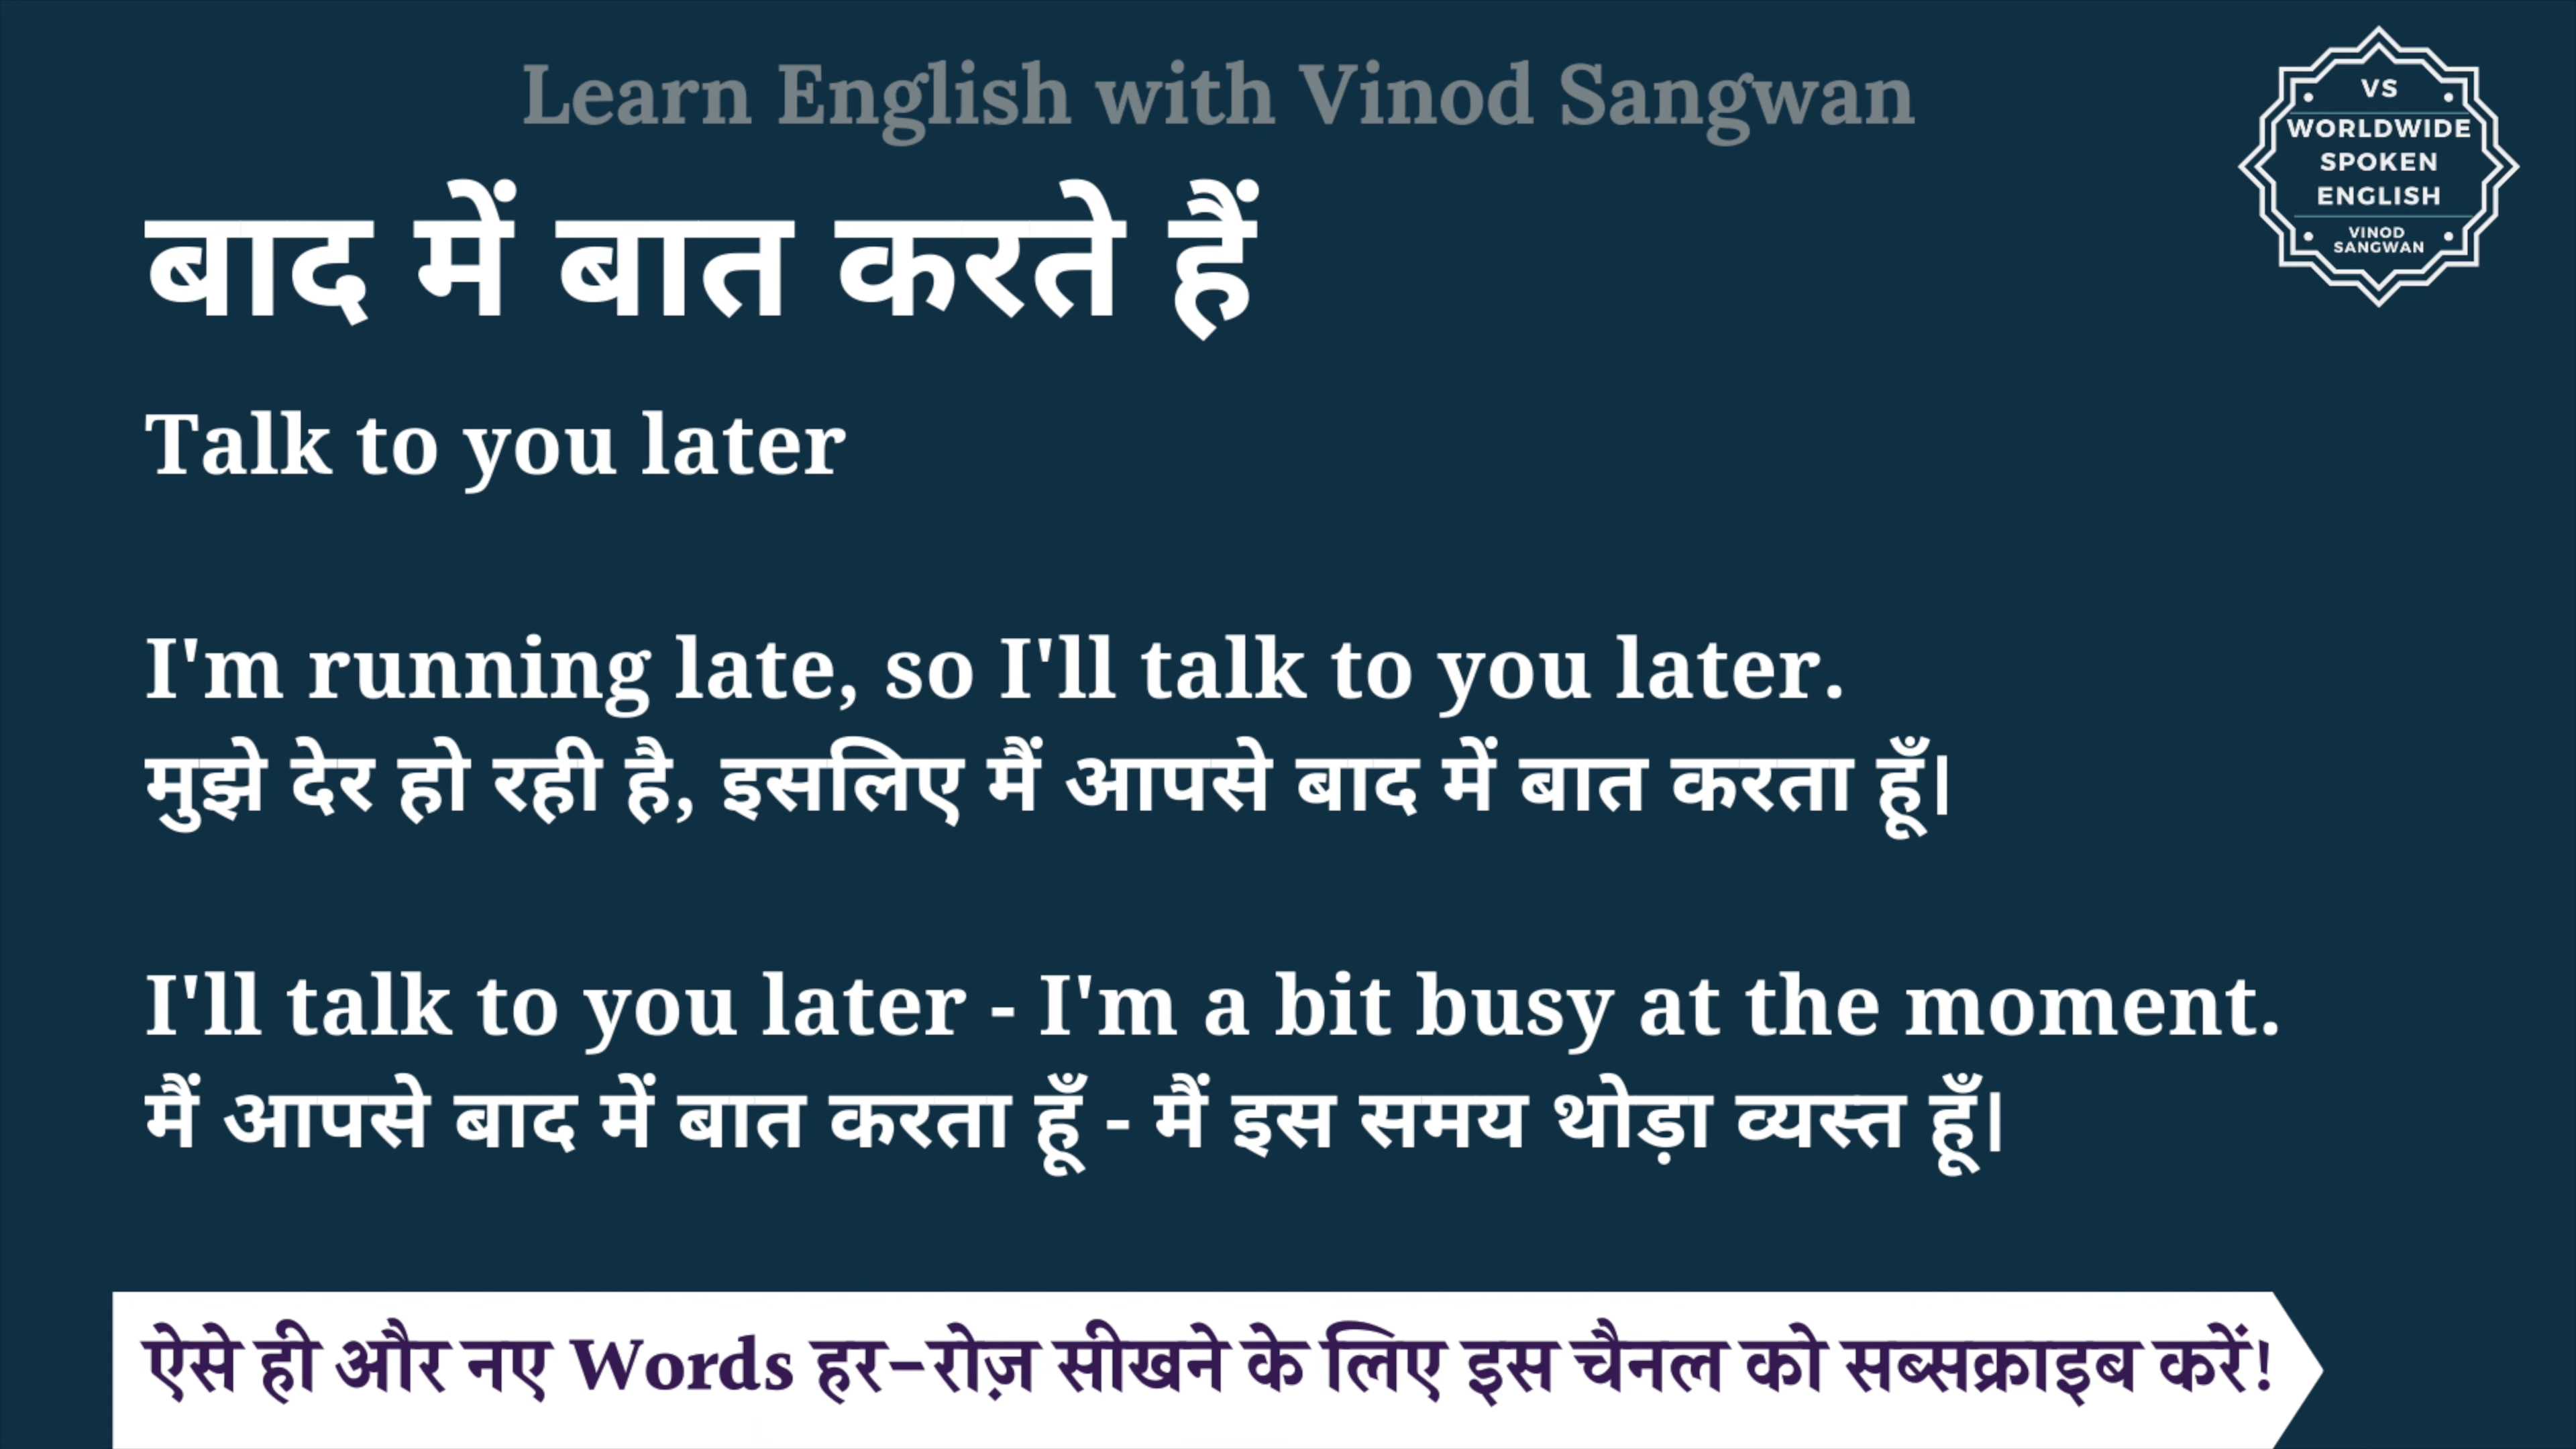 Learn English with Vinod Sangwan
VS
WORLDWIDE
SPOKEN
ENGLISH
VINOD
SANGWAN
बाद में बात करते हैं
Talk to you later
I'm running late, so I'll talk to you later.
मुझे देर हो रही है, इसलिए मैं आपसे बाद में बात करता हूँ।
I'll talk to you later - I'm a bit busy at the moment.
मैं आपसे बाद में बात करता हूँ - मैं इस समय थोड़ा व्यस्त हूँ।
ऐसे ही और नए Words हर-रोज़ सीखने के लिए इस चैनल को सब्सक्राइब करें!